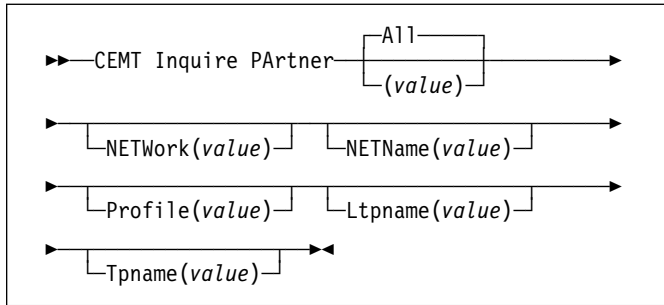 All
CEMT Inquire PArtner
(value)
NETWork(value) NETName(value)
Profile(value) Ltpname(value)
Tpname(value)